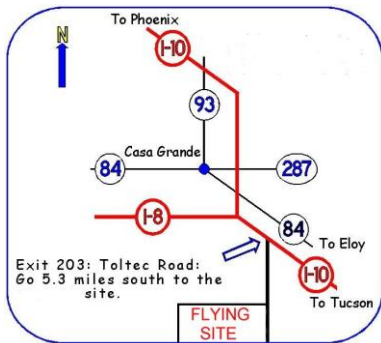 To Phoenix
N
I-10
93
Casa Grande
84
287
I-8
84
To Eloy
Exit 203: Toltec Road:
Go 5.3 miles south to the
site.
I-10
To Tucson
FLYING
SITE